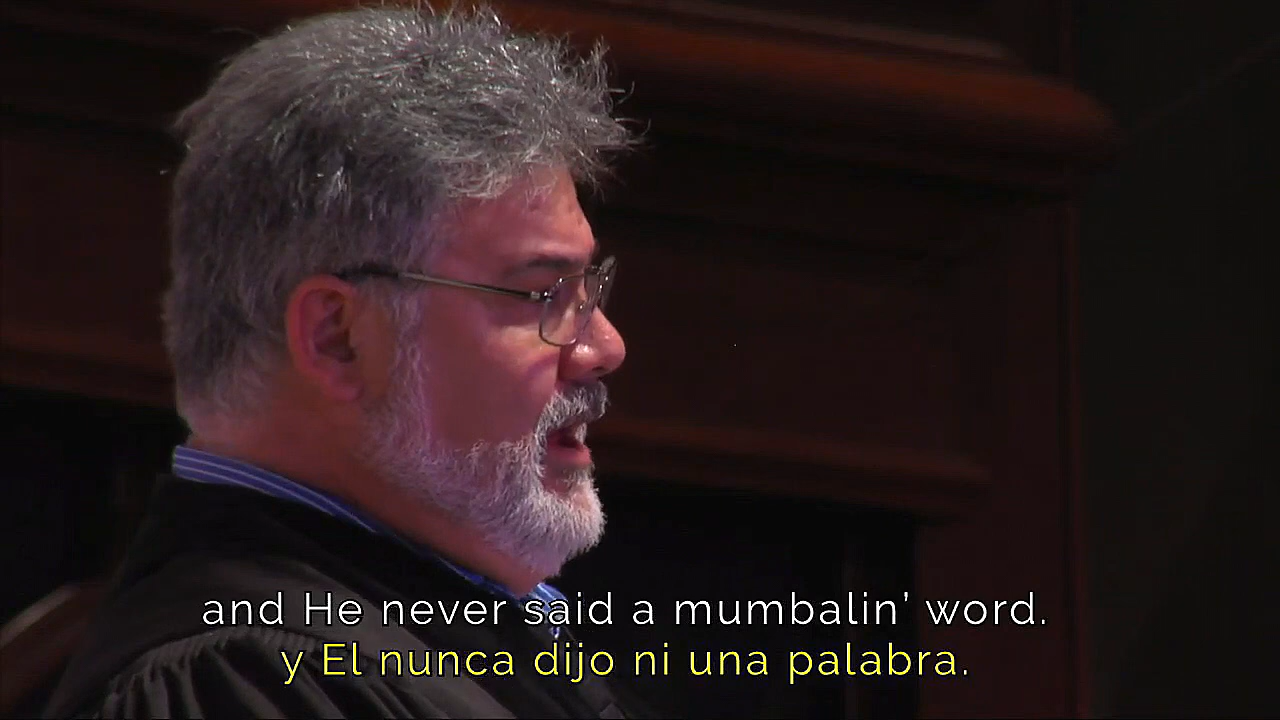 and He never said a mumbalin’ word.
y El nunca dijo ni una palabra.